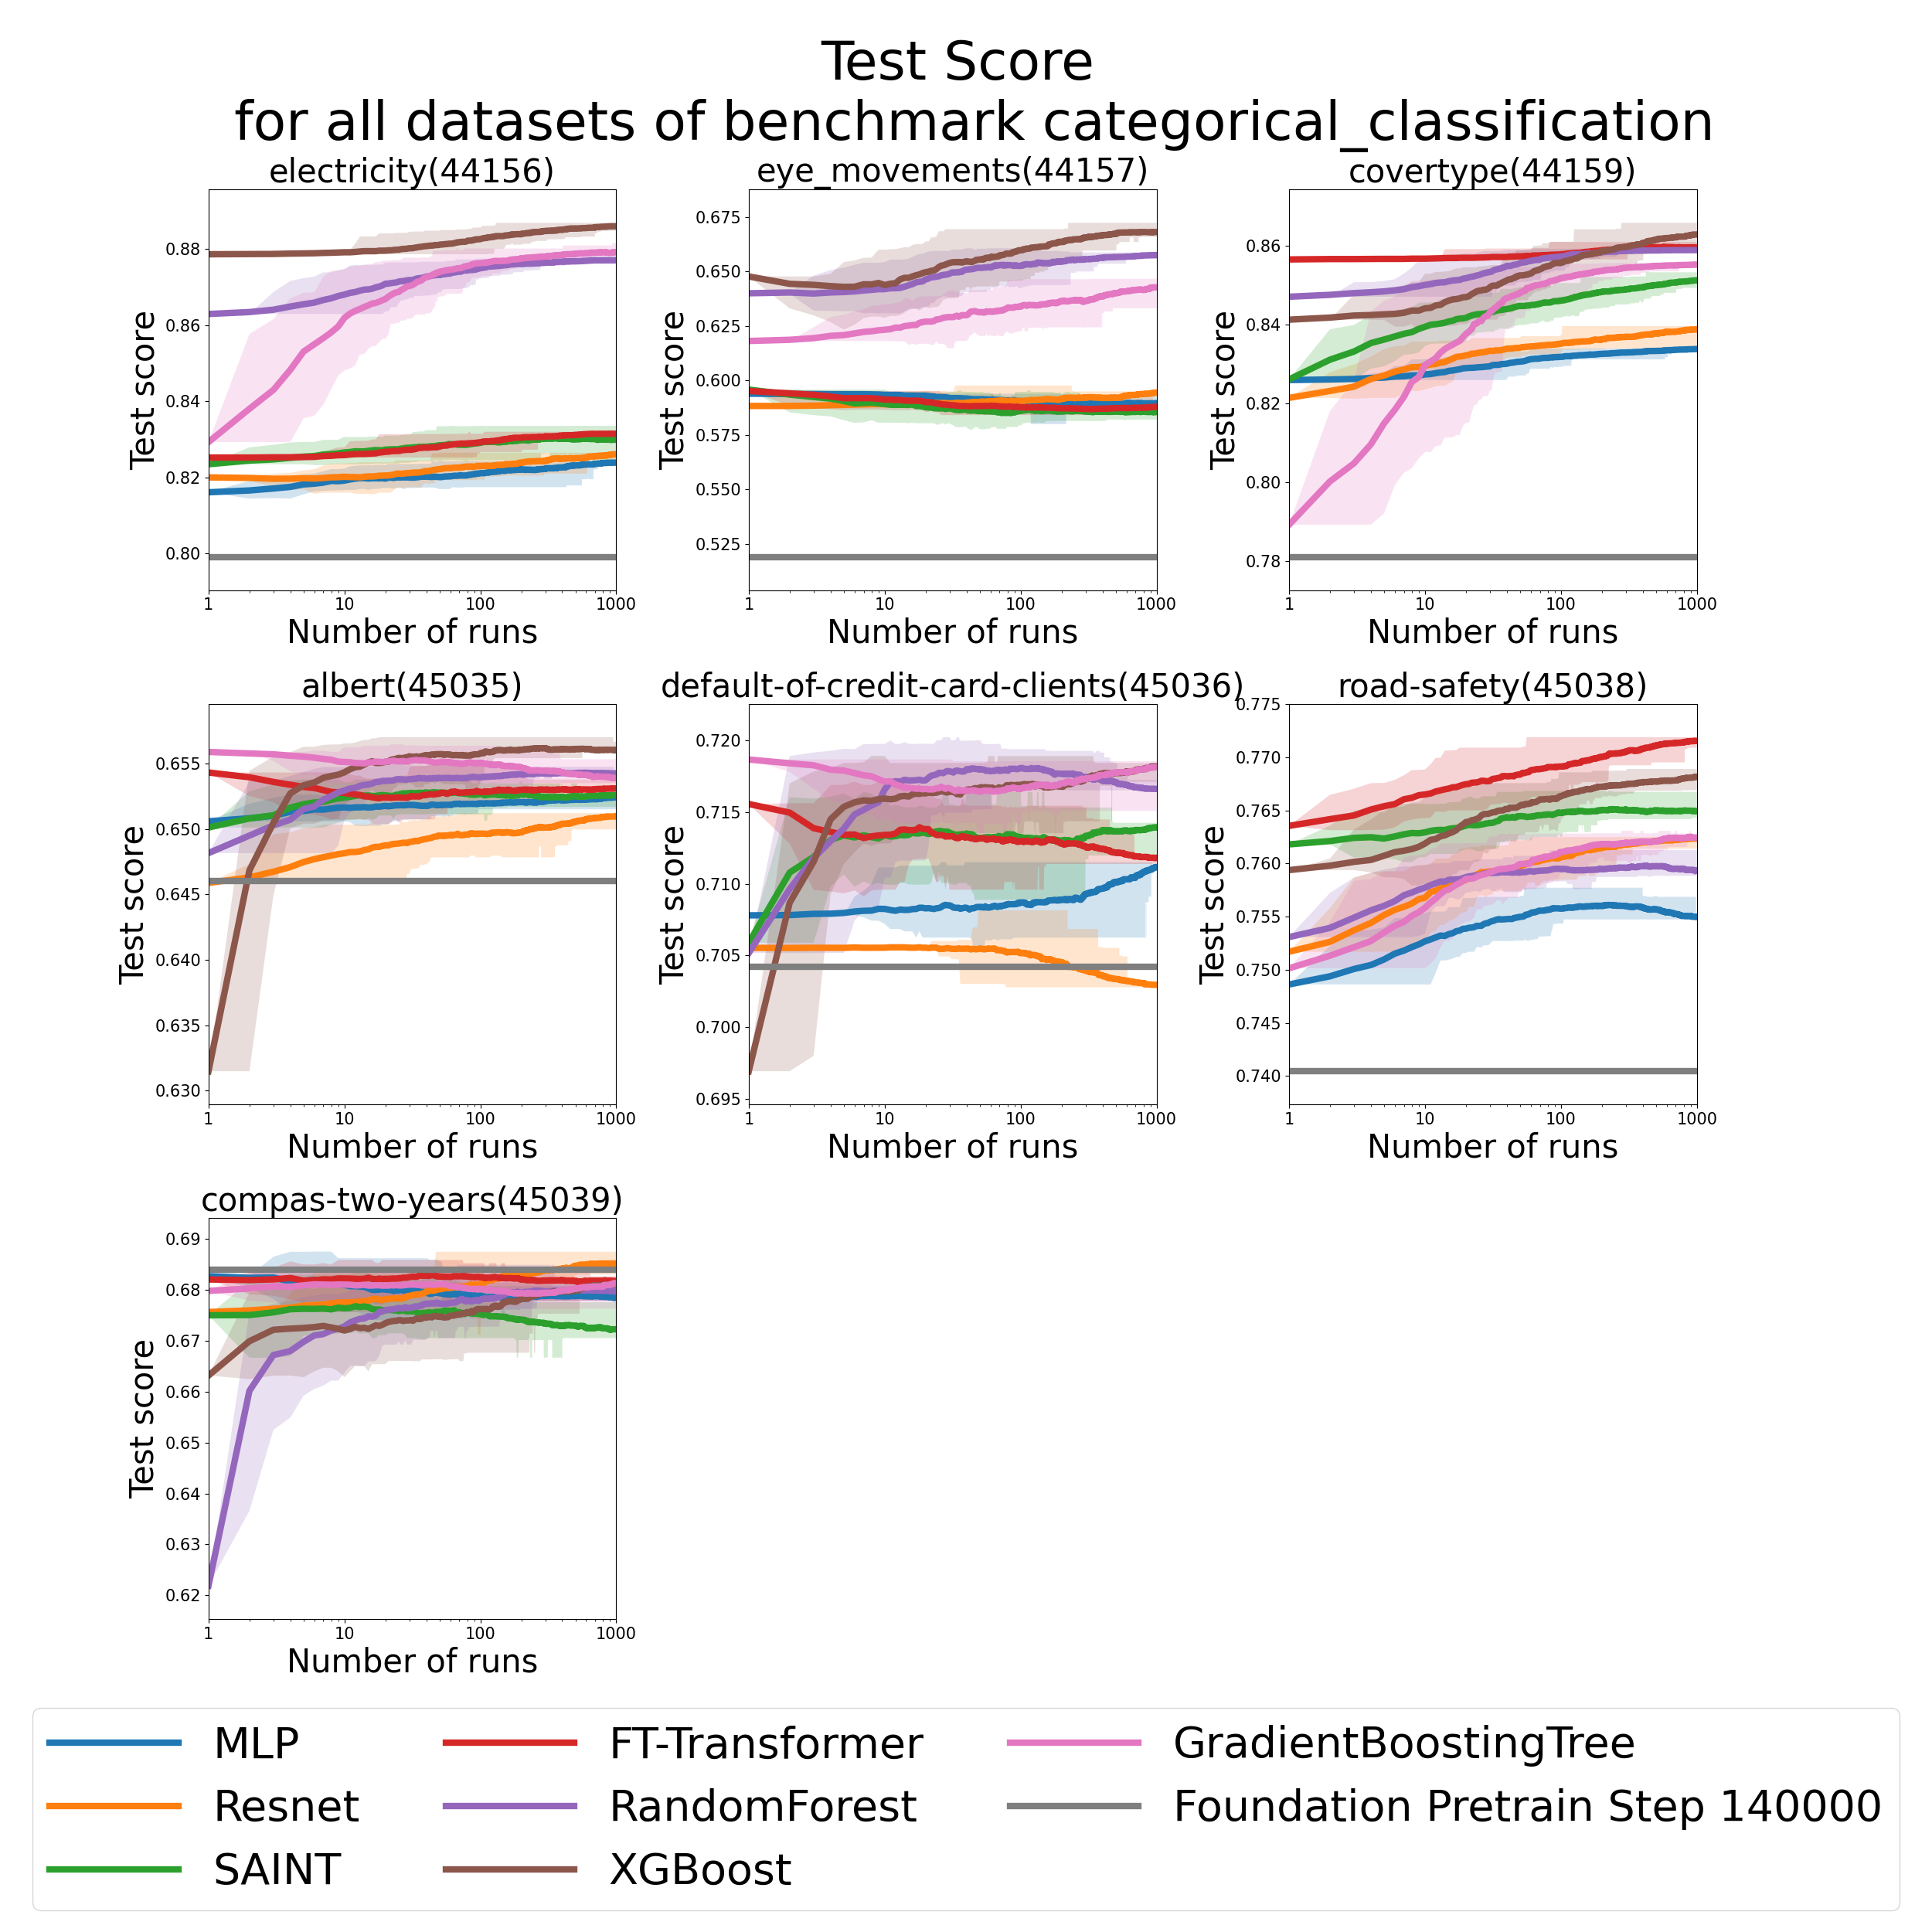 Test Score
for all datasets of benchmark categorical_classification
electricity(44156)
eye_movements(44157)
covertype(44159)
Test score
0.88
0.86
0.84
0.82
0.80
1 10 100 1000
Number of runs
Test score
0.675
0.650
0.625
0.600
0.575
0.550
0.525
1 10 100 1000
Number of runs
Test score
0.86
0.84
0.82
0.80
0.78
1 10 100 1000
Number of runs
albert(45035)
default-of-credit-card-clients(45036)
road-safety(45038)
Test score
0.655
0.650
0.645
0.640
0.635
0.630
1 10 100 1000
Number of runs
Test score
0.720
0.715
0.710
0.705
0.700
0.695
1 10 100 1000
Number of runs
Test score
0.775
0.770
0.765
0.760
0.755
0.750
0.745
0.740
1 10 100 1000
Number of runs
compas-two-years(45039)
Test score
0.69
0.68
0.67
0.66
0.65
0.64
0.63
0.62
1 10 100 1000
Number of runs
MLP
Resnet
SAINT
FT-Transformer
RandomForest
XGBoost
GradientBoostingTree
Foundation Pretrain Step 140000